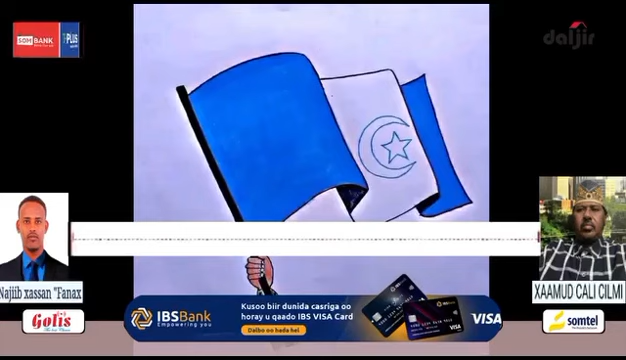 SOMBANK
PLUS
daljir
Najiib xassan "Fanax
XAAMUD CALI CILMI
Golis
IBSBank
Empowering you
Kusoo biir dunida casriga oo
horay u qaado IBS VISA Card
Dalbo oo hada hel
VISA
VISA
somtel